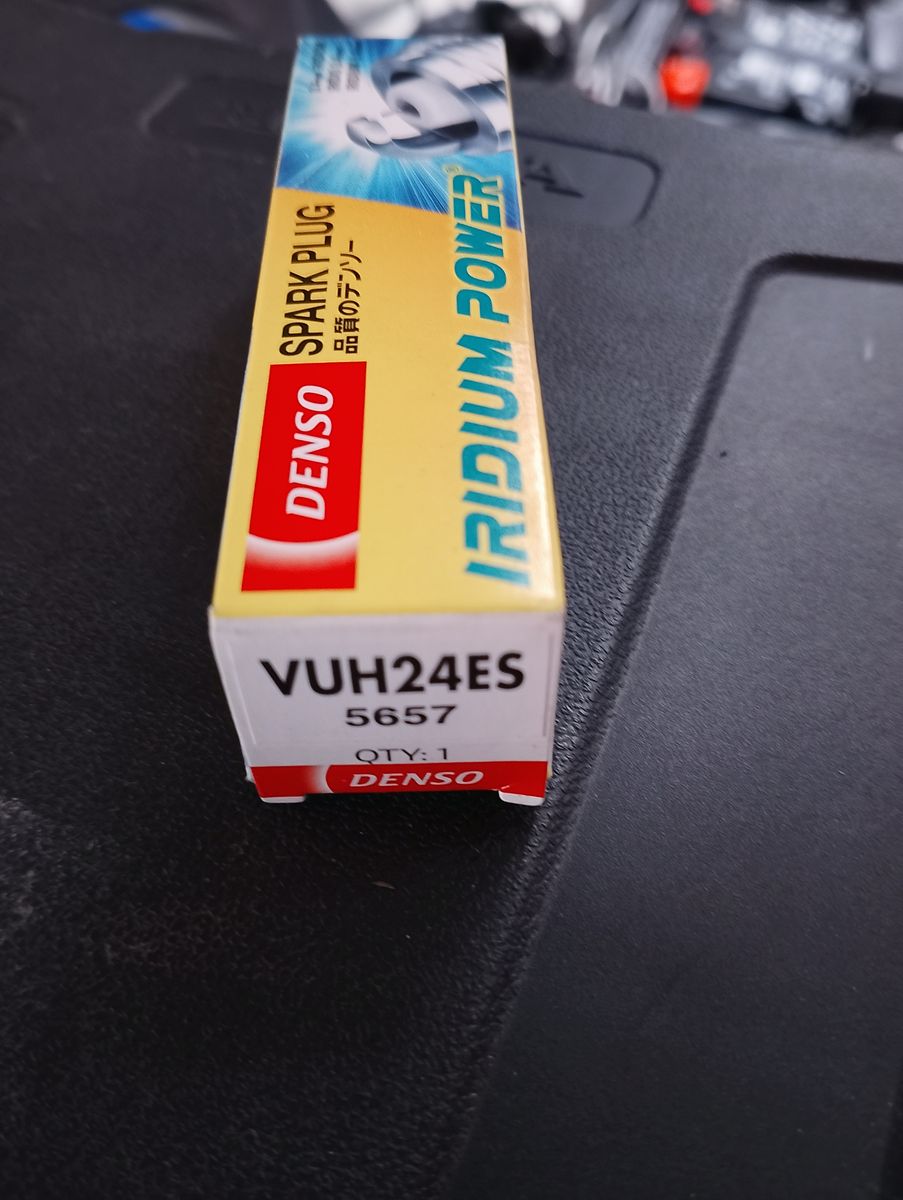 SPARK PLUG
品質のデンソー
DENSO
IRIDIUM POWER®
VUH24ES
5657
QTY: 1
DENSO